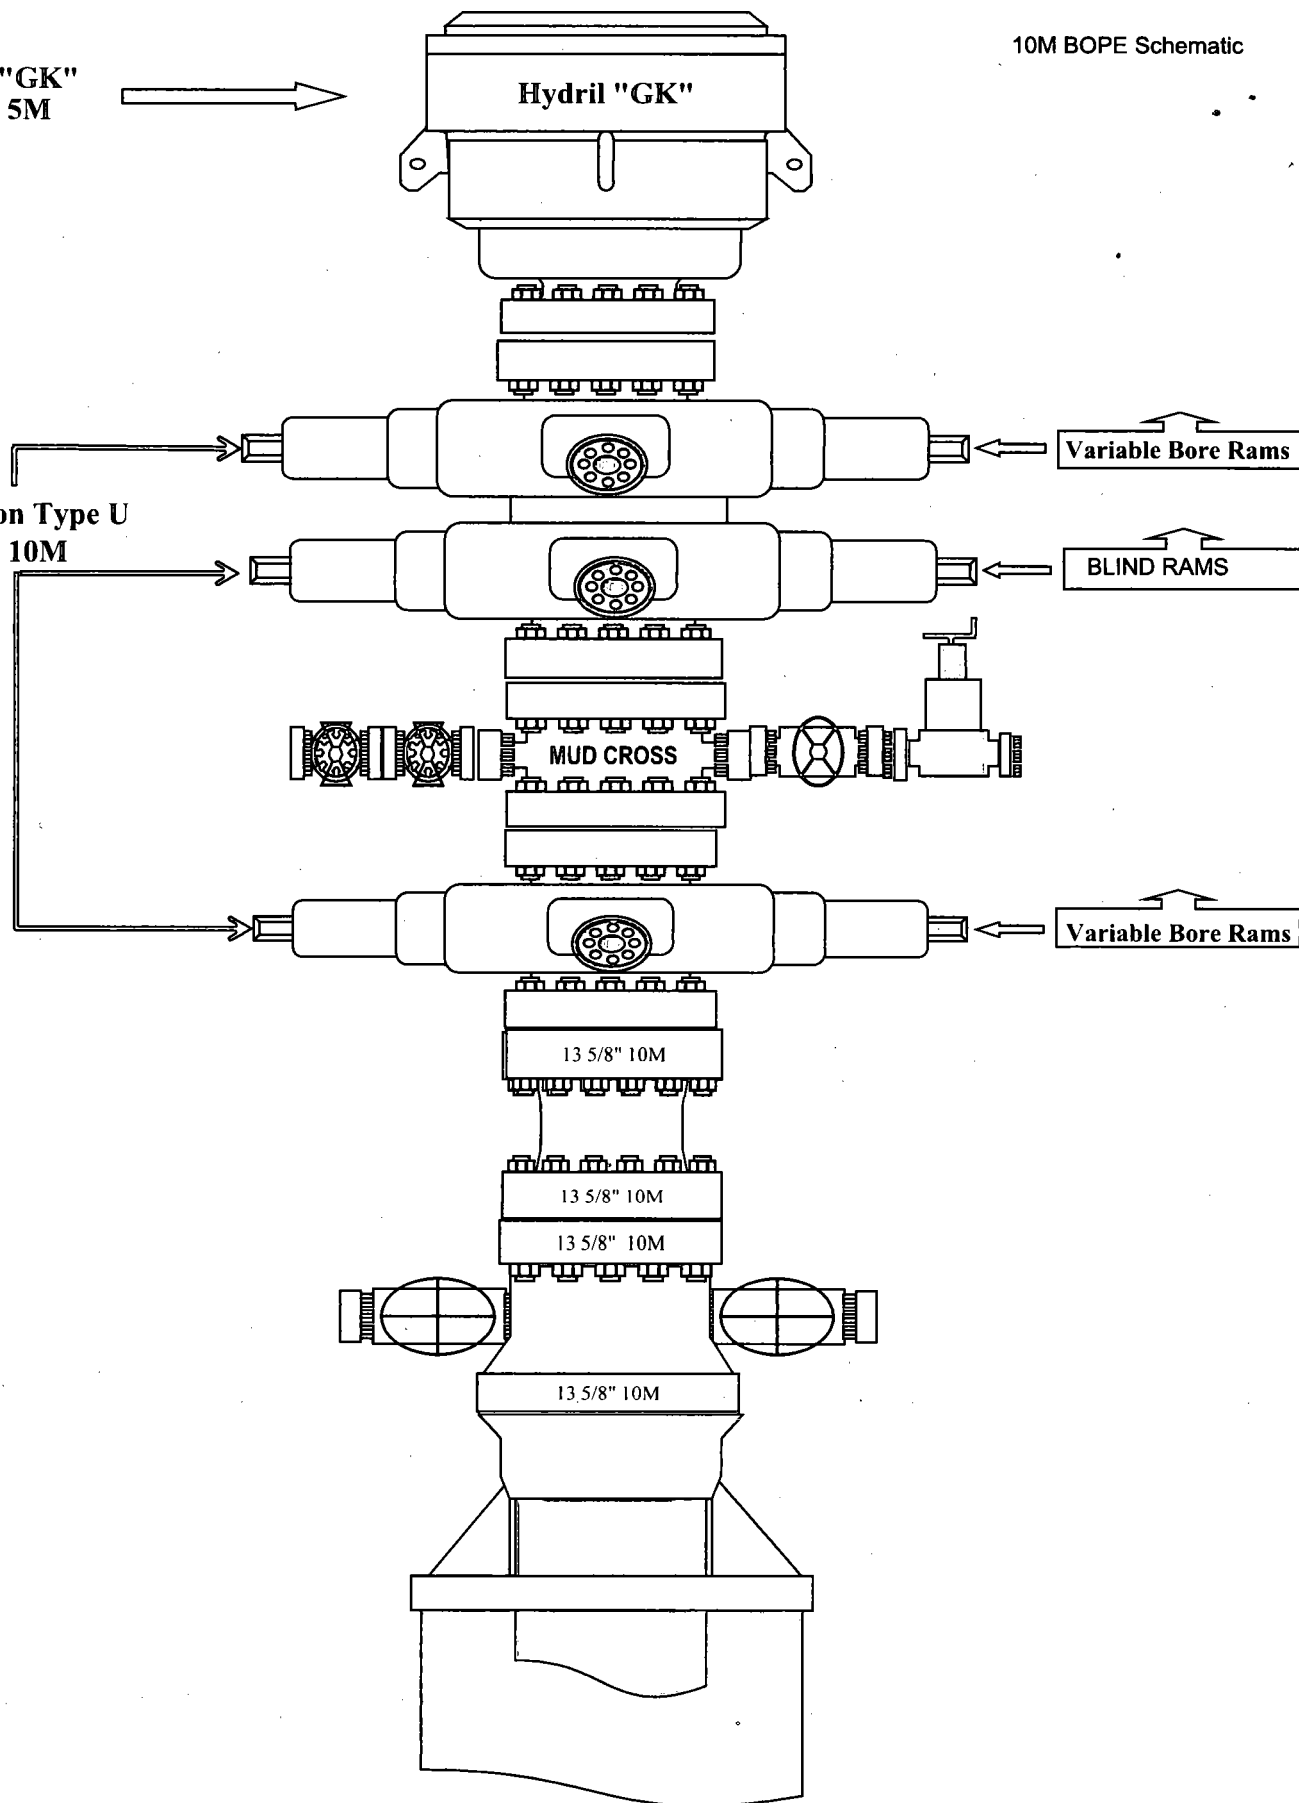 10M BOPE Schematic
"GK"
5M
Hydril "GK"
Variable Bore Rams
on Type U
10M
BLIND RAMS
MUD CROSS
Variable Bore Rams
13 5/8" 10M
13 5/8" 10M
13 5/8" 10M
13 5/8" 10M